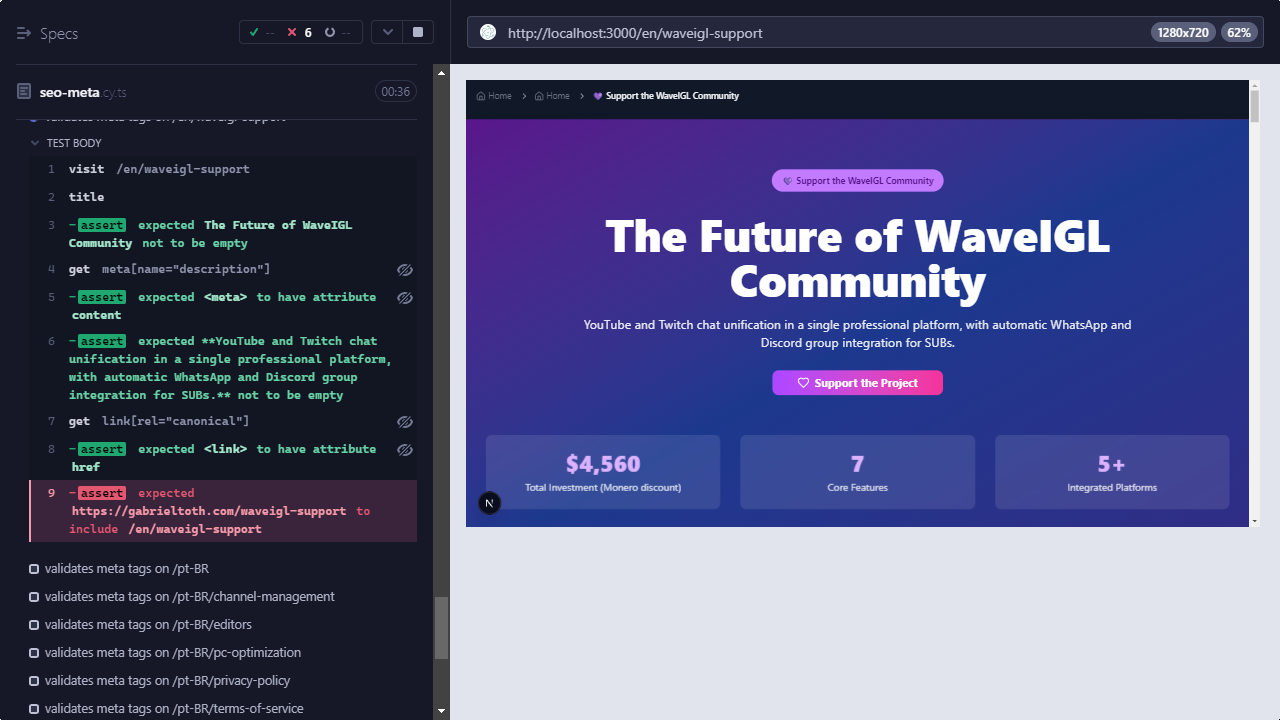 Specs
--
6
--
http://localhost:3000/en/waveigl-support
1280x720
62%
seo-meta.cy.ts
00:36
validates meta tags on /en/waveigl-support
TEST BODY
1 visit /en/waveigl-support
2 title
3 -assert expected The Future of WaveIGL
Community not to be empty
4 get meta[name="description"]
5 -assert expected <meta> to have attribute
content
6 -assert expected **YouTube and Twitch chat
unification in a single professional platform,
with automatic WhatsApp and Discord group
integration for SUBs.** not to be empty
7 get link[rel="canonical"]
8 -assert expected <link> to have attribute
href
9 -assert expected
https://gabrieltoth.com/waveigl-support to
include /en/waveigl-support
validates meta tags on /pt-BR
validates meta tags on /pt-BR/channel-management
validates meta tags on /pt-BR/editors
validates meta tags on /pt-BR/pc-optimization
validates meta tags on /pt-BR/privacy-policy
validates meta tags on /pt-BR/terms-of-service
Home > Home > 💜 Support the WaveIGL Community
Support the WaveIGL Community
The Future of WaveIGL
Community
YouTube and Twitch chat unification in a single professional platform, with automatic WhatsApp and
Discord group integration for SUBs.
Support the Project
$4,560
Total Investment (Monero discount)
7
Core Features
5+
Integrated Platforms
N